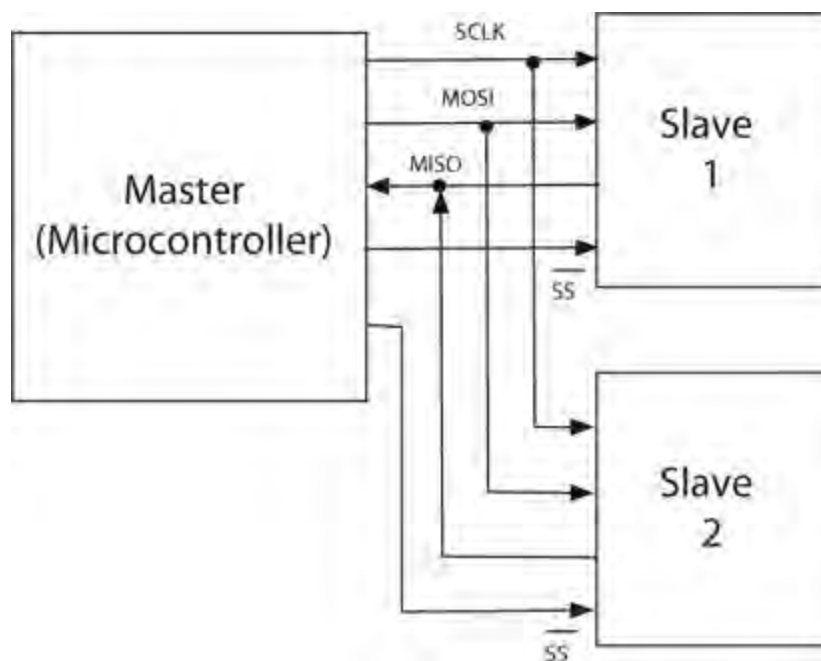 SCLK
MOSI
MISO
Master
(Microcontroller)
Slave
1
SS
Slave
2
SS